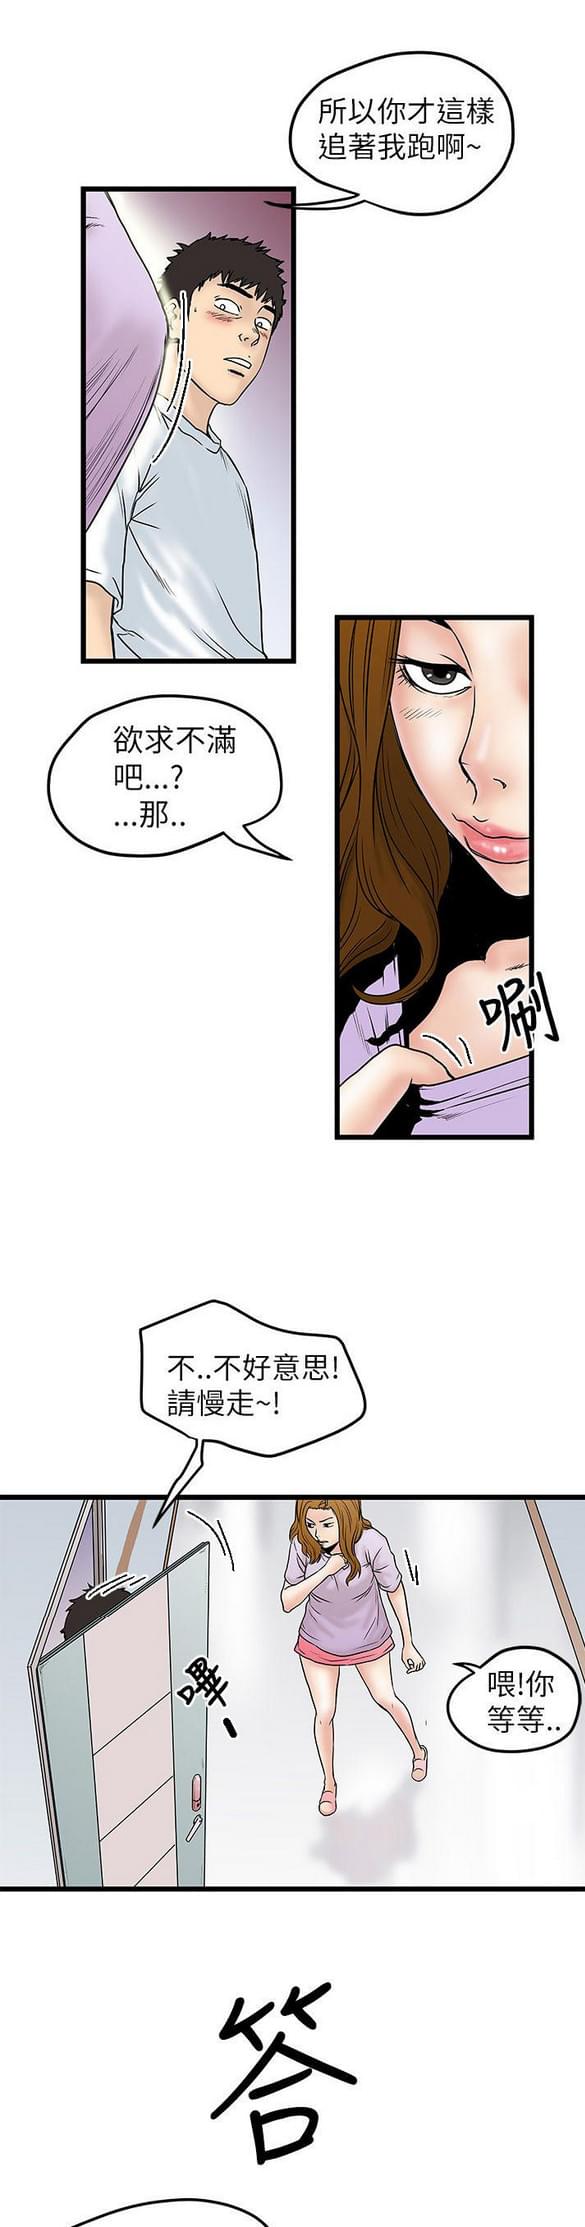 所以你才這樣
追著我跑啊~
欲求不滿
吧...?
...那..
唰
不..不好意思!
請慢走~!
喂!你
等等..
嗶
答